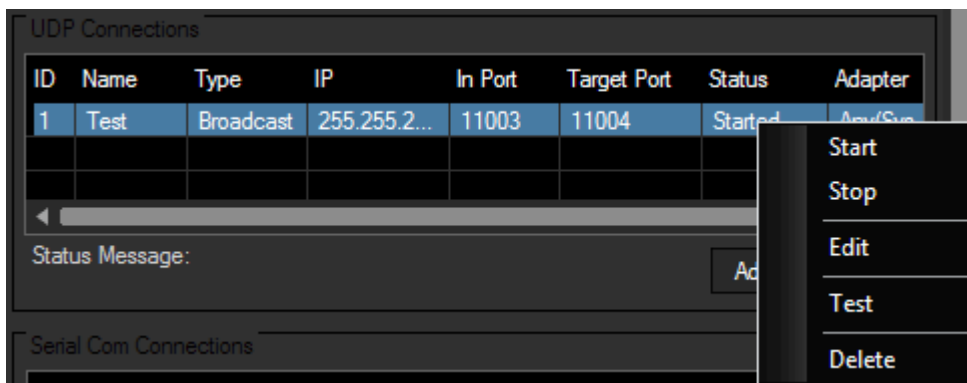 UDP Connections
ID Name Type IP In Port Target Port Status Adapter
1 Test Broadcast 255.255.2... 11003 11004 Started
Start
Stop
Status Message:
Edit
Test
Serial Com Connections
Delete